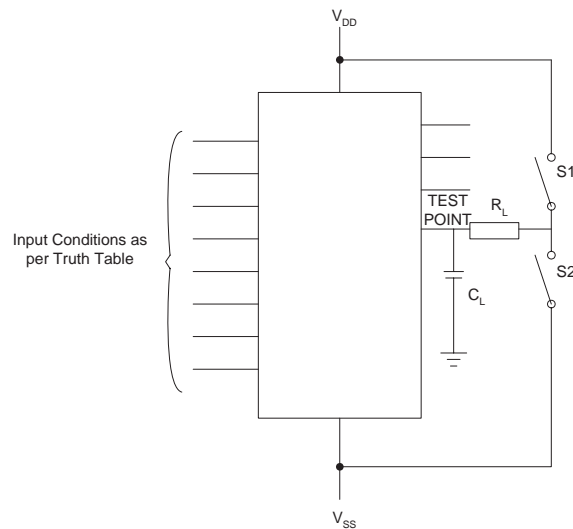 V_DD
S1
TEST
POINT
R_L
Input Conditions as
per Truth Table
S2
C_L
V_SS